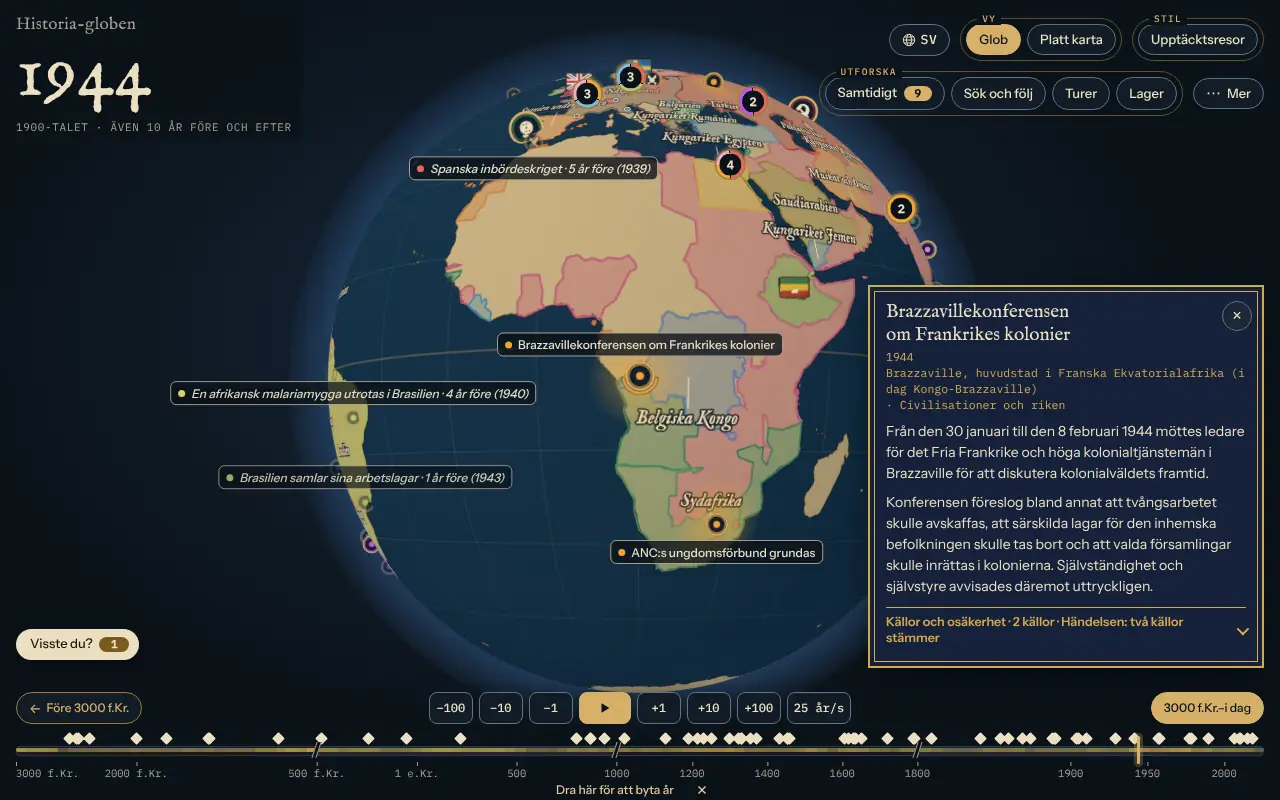 Historia-globen
1944
1900-TALET · ÄVEN 10 ÅR FÖRE OCH EFTER
SV
VY
Glob
Platt karta
STIL
Upptäcktsresor
UTFORSKA
Samtidigt 9
Sök och följ
Turer
Lager
··· Mer
3
3
2
2
4
2
Bulgarien
Turkiet
Kungariket Rumänien
Kungariket Egypten
Saudiarabien
Kungariket Jemen
Spanska inbördeskriget · 5 år före (1939)
Brazzavillekonferensen om Frankrikes kolonier
En afrikansk malariamygga utrotas i Brasilien · 4 år före (1940)
Belgiska Kongo
Brasilien samlar sina arbetslagar · 1 år före (1943)
Sydafrika
ANC:s ungdomsförbund grundas
Brazzavillekonferensen
om Frankrikes kolonier
×
1944
Brazzaville, huvudstad i Franska Ekvatorialafrika (i
dag Kongo-Brazzaville)
· Civilisationer och riken
Från den 30 januari till den 8 februari 1944 möttes ledare
för det Fria Frankrike och höga kolonialtjänstemän i
Brazzaville för att diskutera kolonialväldets framtid.
Konferensen föreslog bland annat att tvångsarbetet
skulle avskaffas, att särskilda lagar för den inhemska
befolkningen skulle tas bort och att valda församlingar
skulle inrättas i kolonierna. Självständighet och
självstyre avvisades däremot uttryckligen.
Källor och osäkerhet · 2 källor · Händelsen: två källor
stämmer
Visste du? 1
← Före 3000 f.Kr.
−100
−10
−1
+1
+10
+100
25 år/s
3000 f.Kr.–i dag
3000 f.Kr.
2000 f.Kr.
500 f.Kr.
1 e.Kr.
500
1000
1200
1400
1600
1800
1900
1950
2000
Dra här för att byta år ×